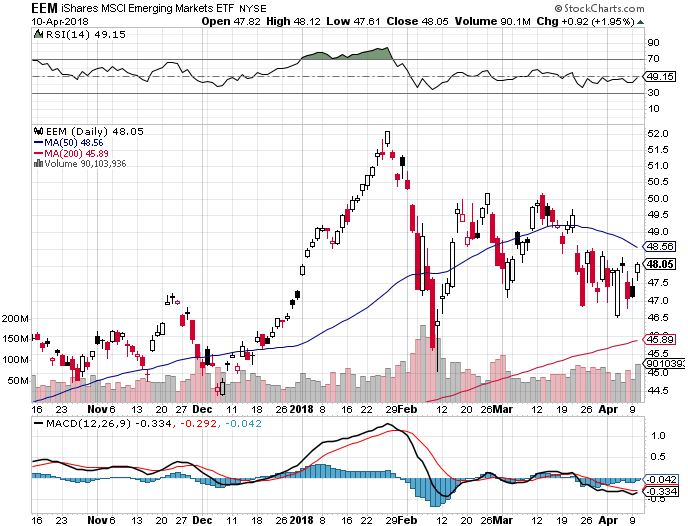 EEM iShares MSCI Emerging Markets ETF NYSE © StockCharts.com
10-Apr-2018 Open 47.82 High 48.12 Low 47.61 Close 48.05 Volume 90.1M Chg +0.92 (+1.95%)
RSI(14) 49.15
90
70
49.15
30
10
EEM (Daily) 48.05
MA(50) 48.56
MA(200) 45.89
Volume 90,103,936
52.0
51.5
51.0
50.5
50.0
49.5
49.0
48.56
48.05
47.5
47.0
200M 46.5
150M 45.89
100M 45.5
9010393
50M 45.0
44.5
16 23 Nov 6 13 20 27 Dec 4 11 18 26 2018 8 16 22 Feb 12 20 26 Mar 12 19 26 Apr 9
MACD(12,26,9) -0.334, -0.292, -0.042
1.0
0.5
-0.042
-0.334
16 23 Nov 6 13 20 27 Dec 4 11 18 26 2018 8 16 22 Feb 12 20 26 Mar 12 19 26 Apr 9